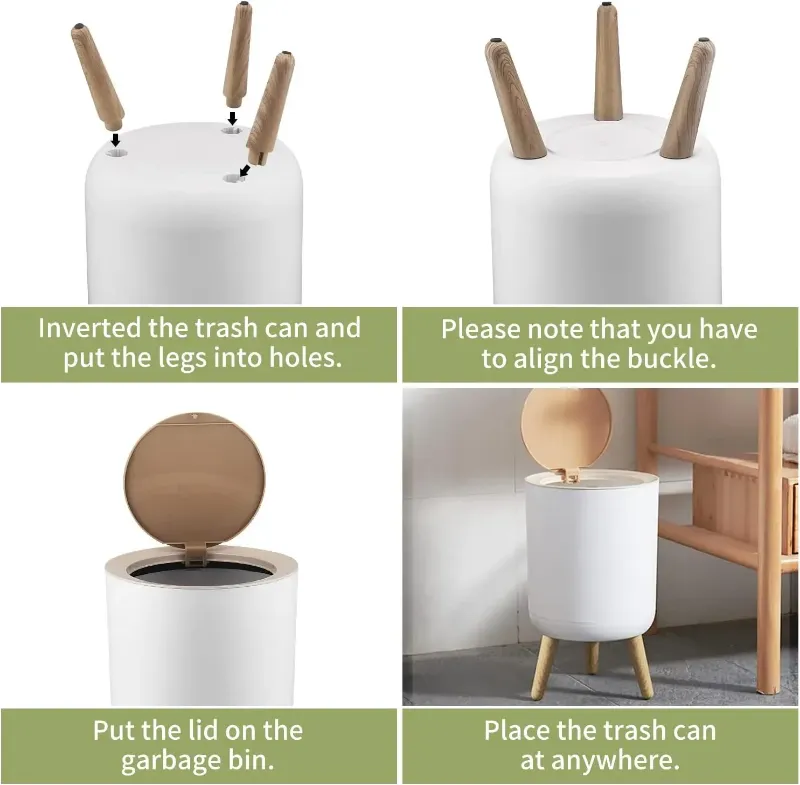 Inverted the trash can and
put the legs into holes.
Please note that you have
to align the buckle.
Put the lid on the
garbage bin.
Place the trash can
at anywhere.